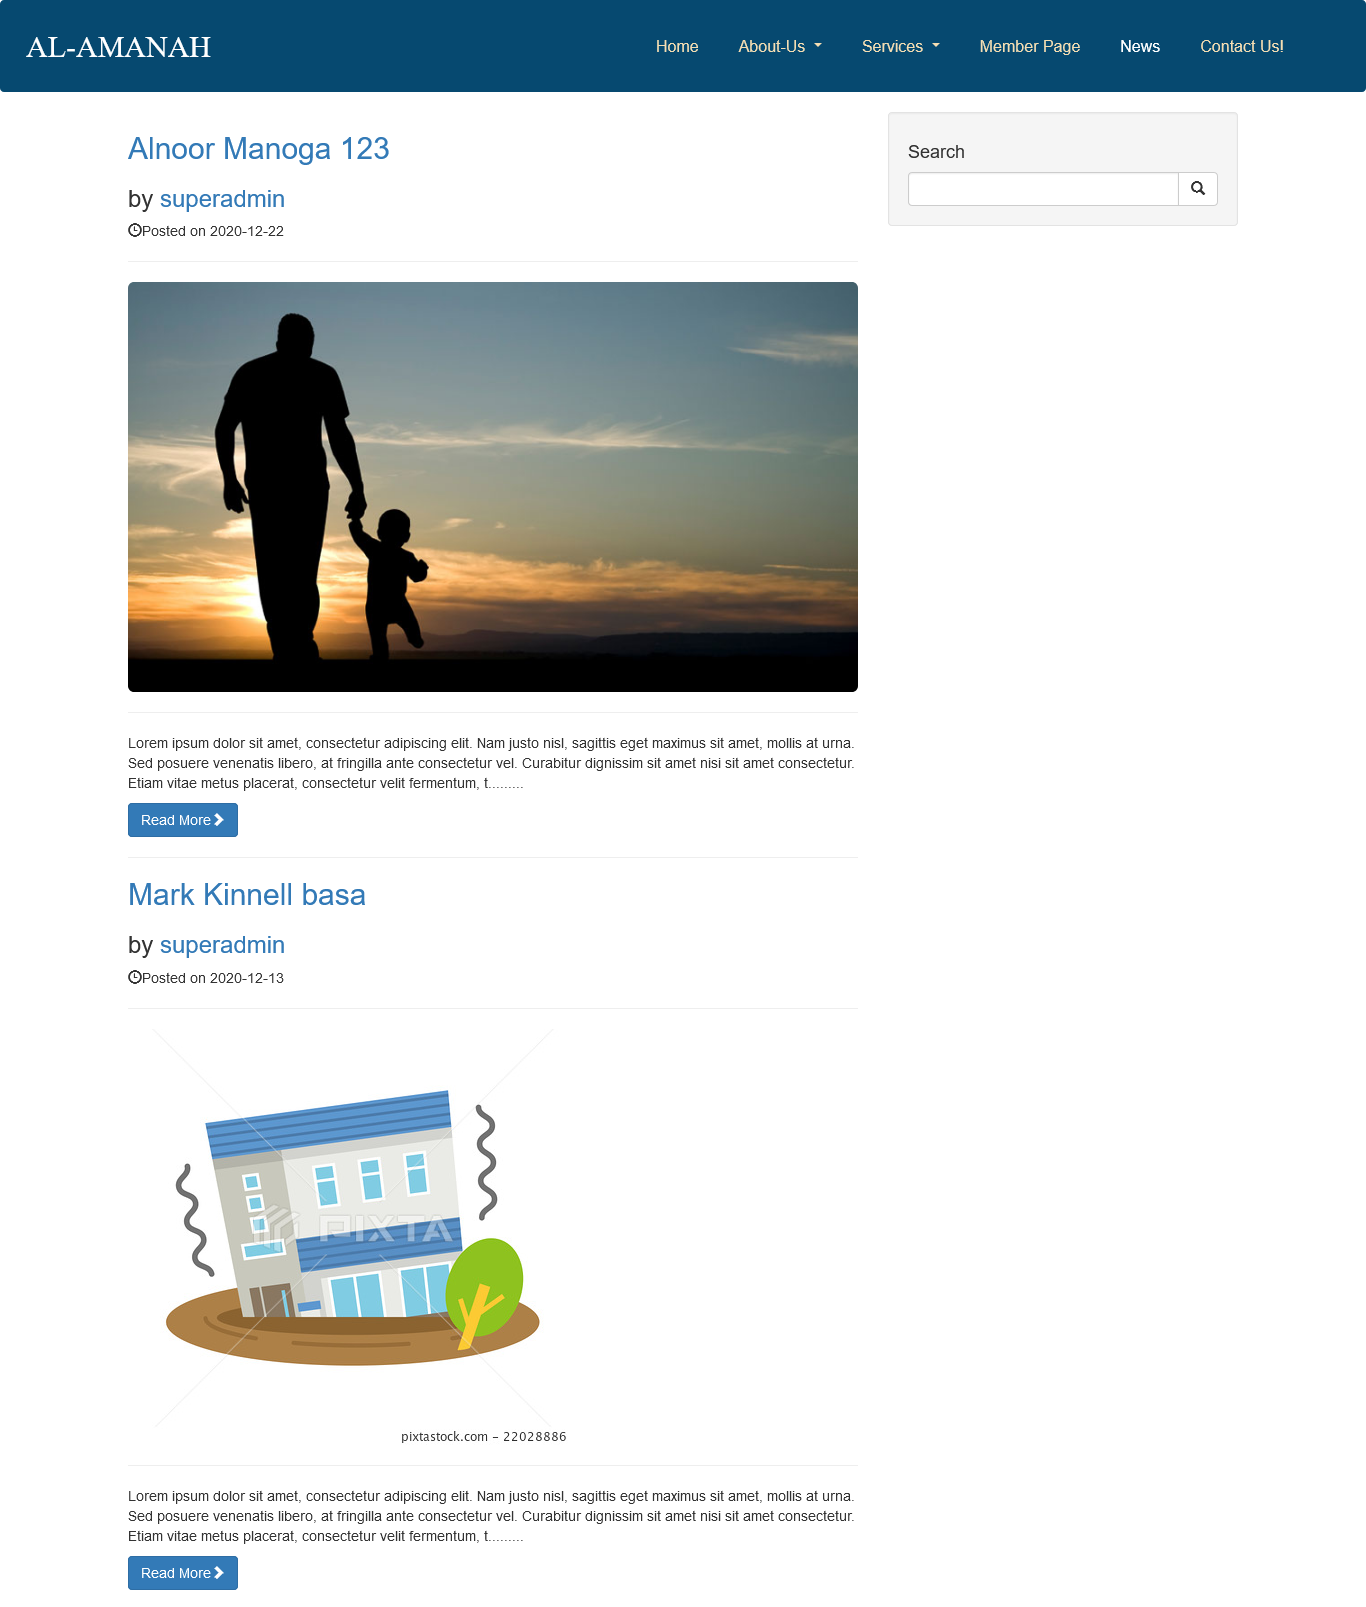 AL-AMANAH
Home About-Us Services Member Page News Contact Us!
Alnoor Manoga 123
by superadmin
Posted on 2020-12-22
Search
Lorem ipsum dolor sit amet, consectetur adipiscing elit. Nam justo nisl, sagittis eget maximus sit amet, mollis at urna.
Sed posuere venenatis libero, at fringilla ante consectetur vel. Curabitur dignissim sit amet nisi sit amet consectetur.
Etiam vitae metus placerat, consectetur velit fermentum, t.........
Read More
Mark Kinnell basa
by superadmin
Posted on 2020-12-13
PIXTA
pixtastock.com - 22028886
Lorem ipsum dolor sit amet, consectetur adipiscing elit. Nam justo nisl, sagittis eget maximus sit amet, mollis at urna.
Sed posuere venenatis libero, at fringilla ante consectetur vel. Curabitur dignissim sit amet nisi sit amet consectetur.
Etiam vitae metus placerat, consectetur velit fermentum, t.........
Read More